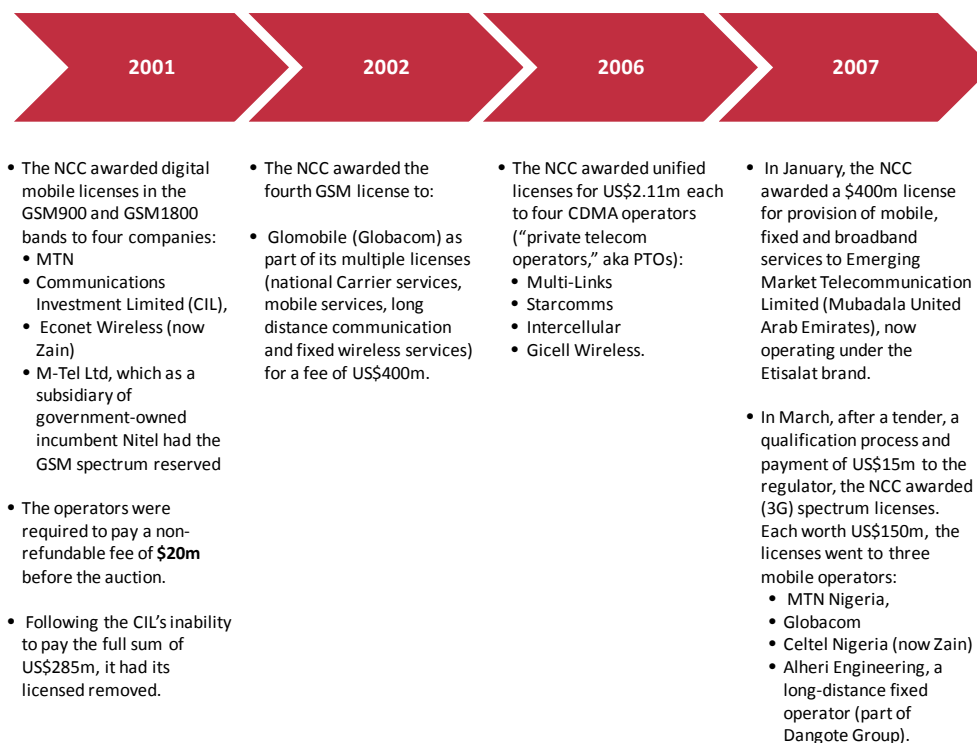 2001
2002
2006
2007
• The NCC awarded digital
mobile licenses in the
GSM900 and GSM1800
bands to four companies:
• MTN
• Communications
Investment Limited (CIL),
• Econet Wireless (now
Zain)
• M-Tel Ltd, which as a
subsidiary of
government-owned
incumbent Nitel had the
GSM spectrum reserved
• The operators were
required to pay a non-
refundable fee of $20m
before the auction.
• Following the CIL’s inability
to pay the full sum of
US$285m, it had its
licensed removed.
• The NCC awarded the
fourth GSM license to:
• Glomobile (Globacom) as
part of its multiple licenses
(national Carrier services,
mobile services, long
distance communication
and fixed wireless services)
for a fee of US$400m.
• The NCC awarded unified
licenses for US$2.11m each
to four CDMA operators
(“private telecom
operators,” aka PTOs):
• Multi-Links
• Starcomms
• Intercellular
• Gicell Wireless.
• In January, the NCC
awarded a $400m license
for provision of mobile,
fixed and broadband
services to Emerging
Market Telecommunication
Limited (Mubadala United
Arab Emirates), now
operating under the
Etisalat brand.
• In March, after a tender, a
qualification process and
payment of US$15m to the
regulator, the NCC awarded
(3G) spectrum licenses.
Each worth US$150m, the
licenses went to three
mobile operators:
• MTN Nigeria,
• Globacom
• Celtel Nigeria (now Zain)
• Alheri Engineering, a
long-distance fixed
operator (part of
Dangote Group).